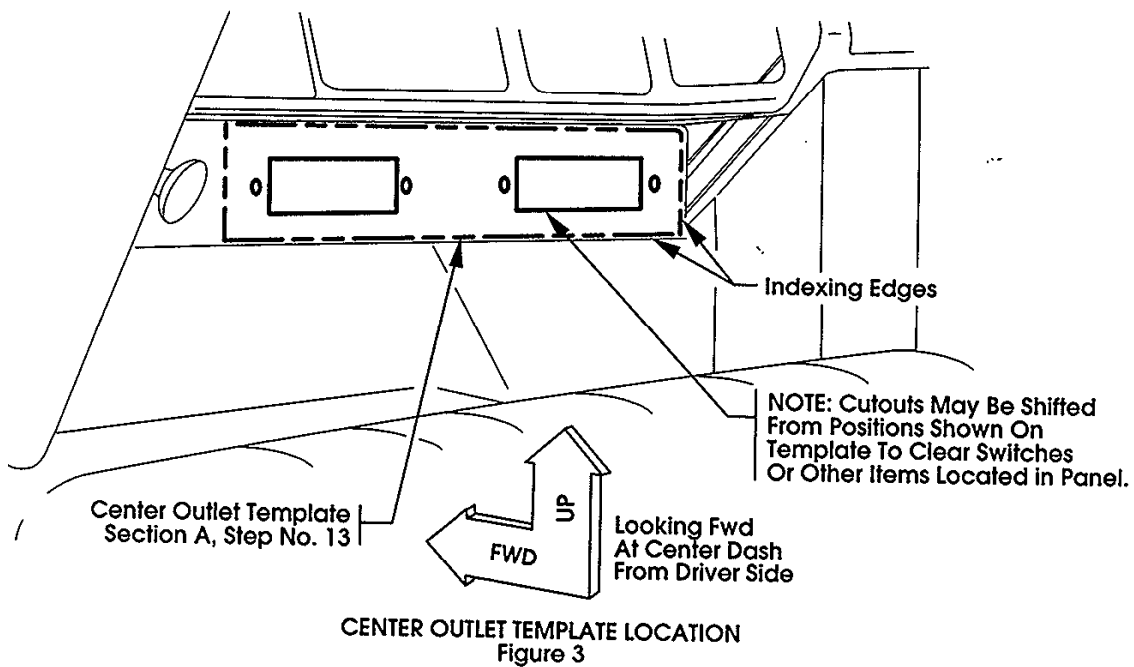 Indexing Edges
NOTE: Cutouts May Be Shifted
From Positions Shown On
Template To Clear Switches
Or Other Items Located in Panel.
Center Outlet Template
Section A, Step No. 13
UP
FWD
Looking Fwd
At Center Dash
From Driver Side
CENTER OUTLET TEMPLATE LOCATION
Figure 3